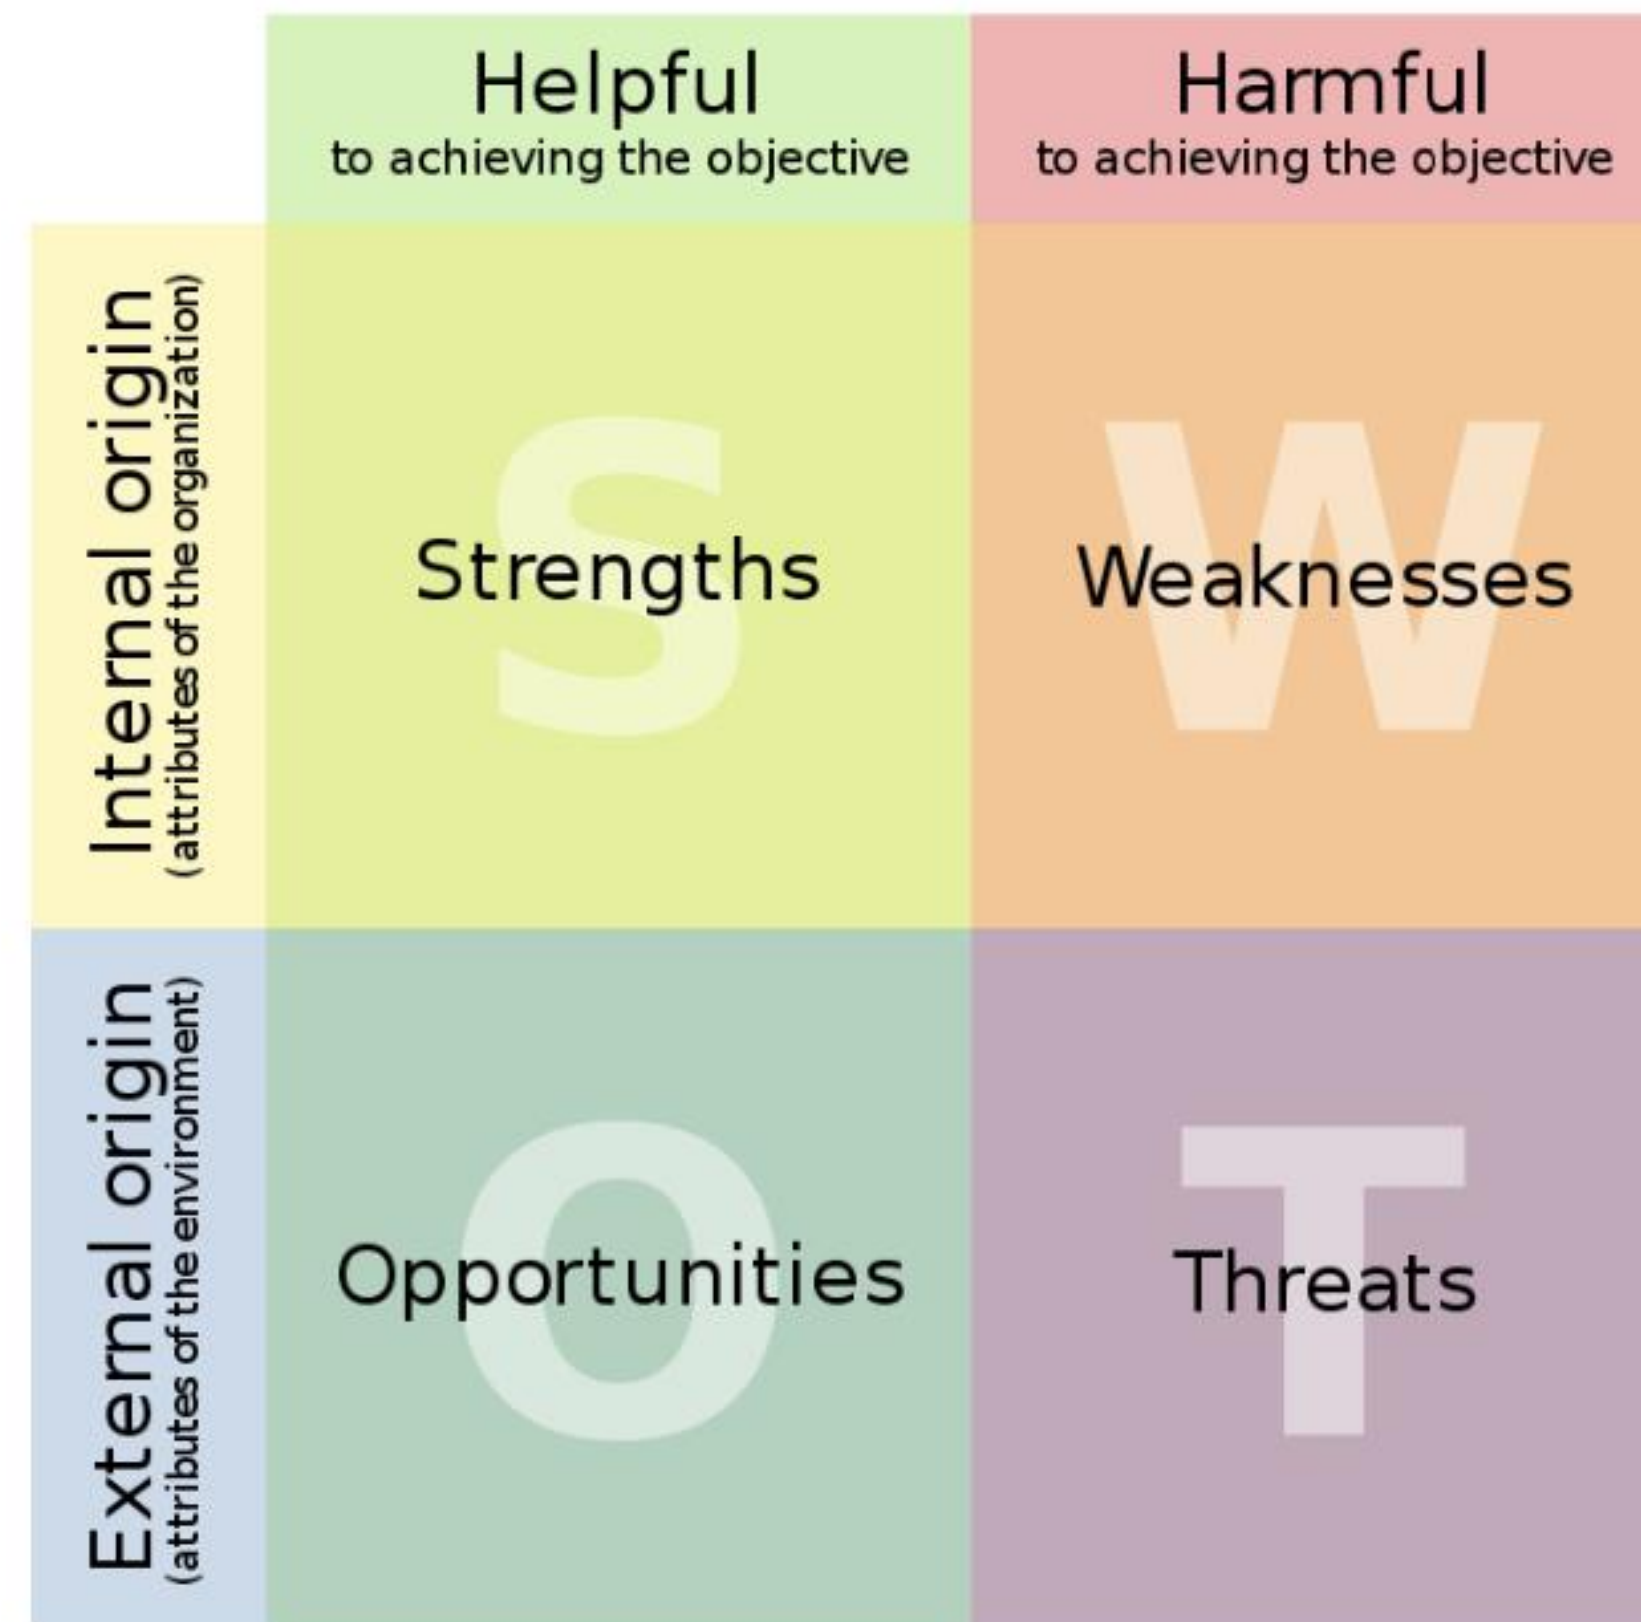 Helpful
to achieving the objective
Harmful
to achieving the objective
Internal origin
(attributes of the organization)
S
Strengths
W
Weaknesses
External origin
(attributes of the environment)
O
Opportunities
T
Threats